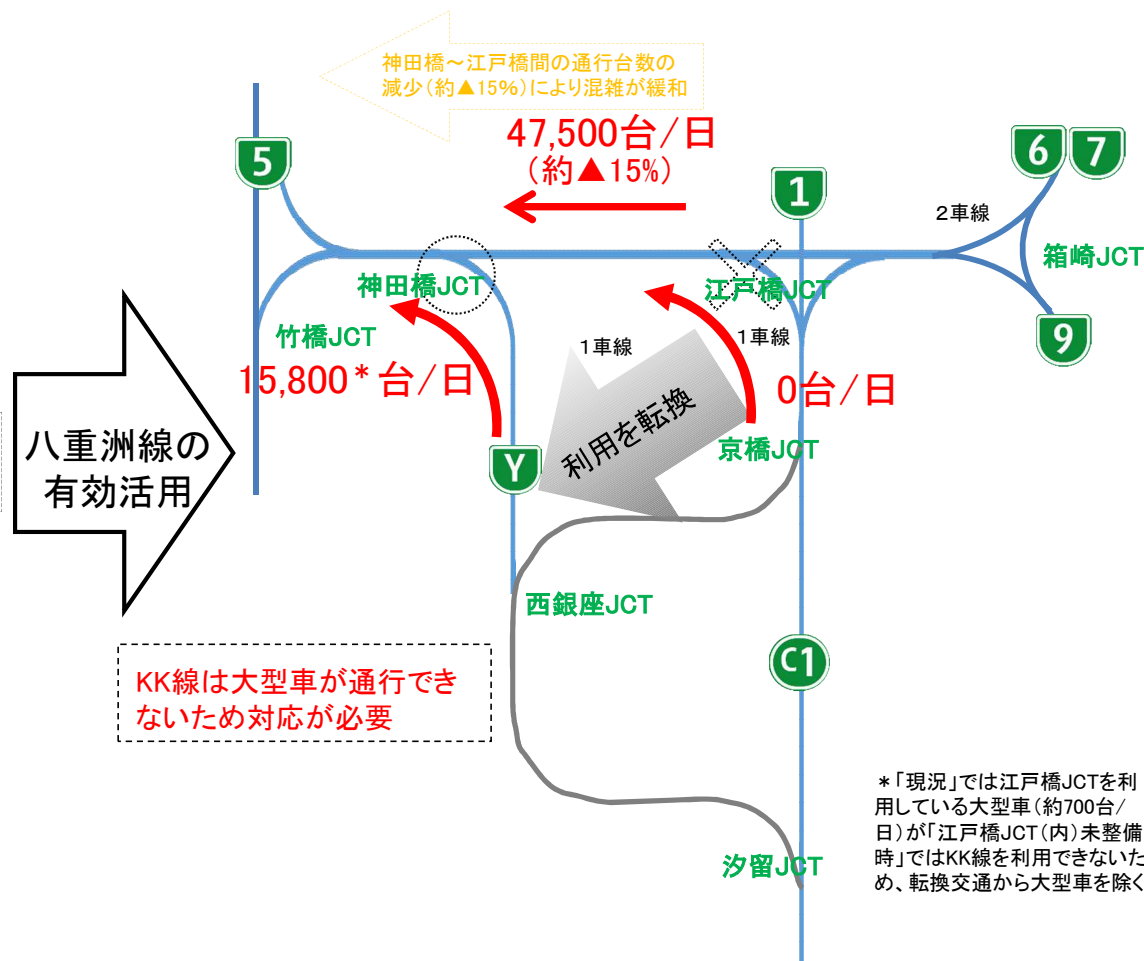 神田橋~江戸橋間の通行台数の
減少(約▲15%)により混雑が緩和
47,500台/日
(約▲15%)
5
1
6
7
2車線
箱崎JCT
神田橋JCT
江戸橋JCT
竹橋JCT
1車線
1車線
9
15,800*台/日
0台/日
利用を転換
京橋JCT
八重洲線の
有効活用
Y
西銀座JCT
C1
KK線は大型車が通行でき
ないため対応が必要
*「現況」では江戸橋JCTを利
用している大型車(約700台/
日)が「江戸橋JCT(内)未整備
時」ではKK線を利用できないた
め、転換交通から大型車を除く
汐留JCT